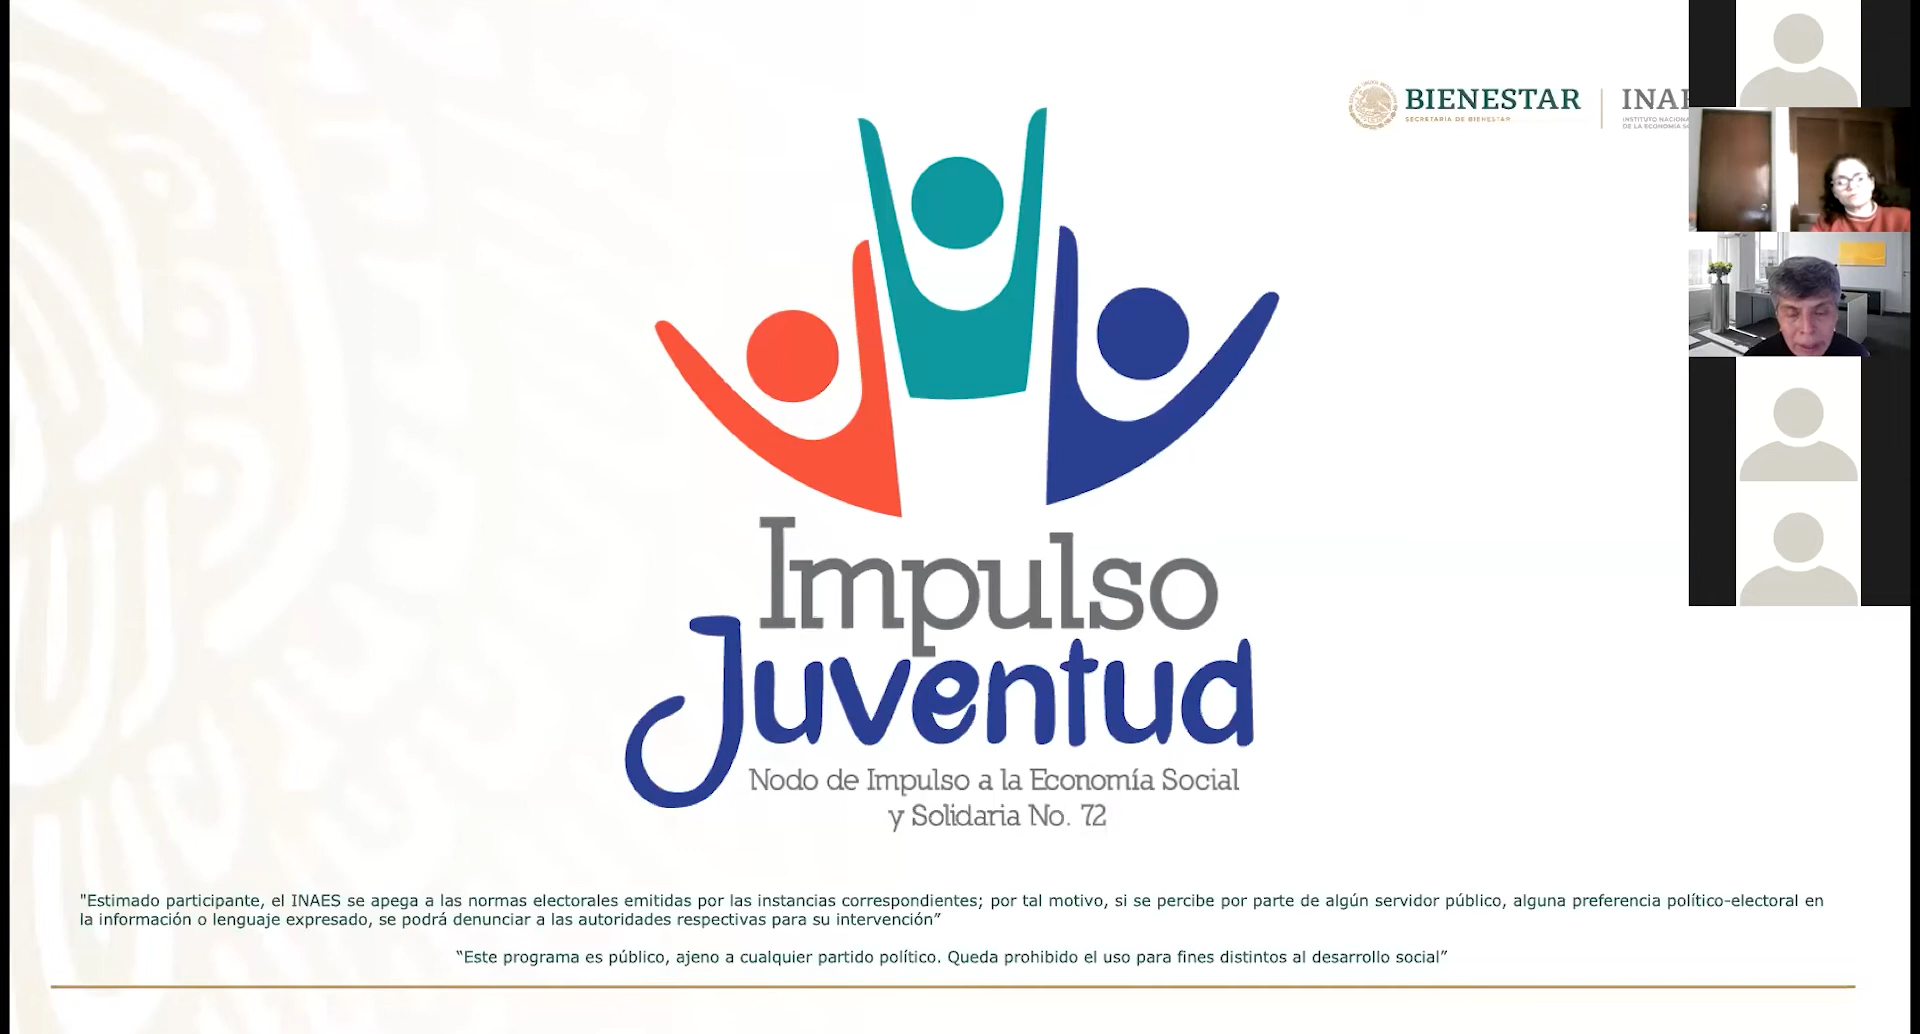 BIENESTAR
SECRETARÍA DE BIENESTAR
INSTITUTO
DE LA ECONOMÍA
Impulso
Juventud
Nodo de Impulso a la Economía Social
y Solidaria No. 72
"Estimado participante, el INAES se apega a las normas electorales emitidas por las instancias correspondientes; por tal motivo, si se percibe por parte de algún servidor público, alguna preferencia político-electoral en
la información o lenguaje expresado, se podrá denunciar a las autoridades respectivas para su intervención”
“Este programa es público, ajeno a cualquier partido político. Queda prohibido el uso para fines distintos al desarrollo social”